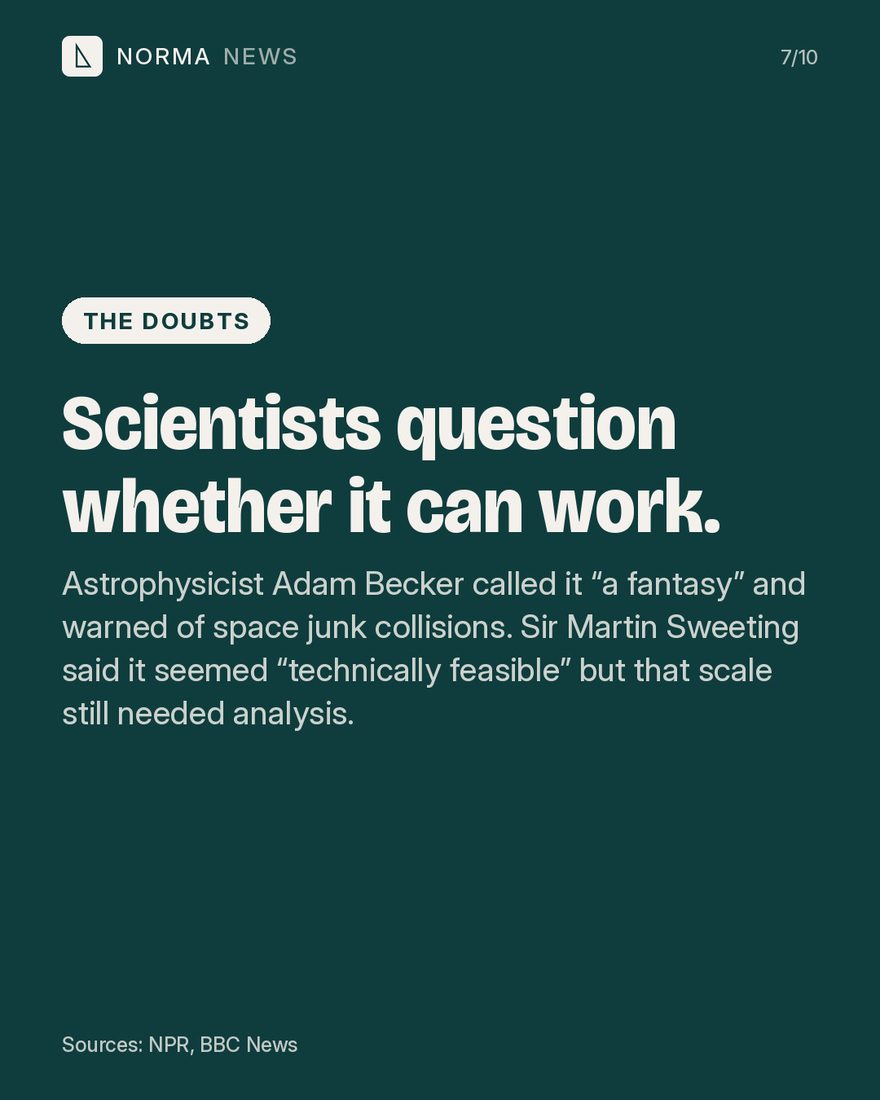 NORMA NEWS
7/10
THE DOUBTS
Scientists question
whether it can work.
Astrophysicist Adam Becker called it “a fantasy” and
warned of space junk collisions. Sir Martin Sweeting
said it seemed “technically feasible” but that scale
still needed analysis.
Sources: NPR, BBC News